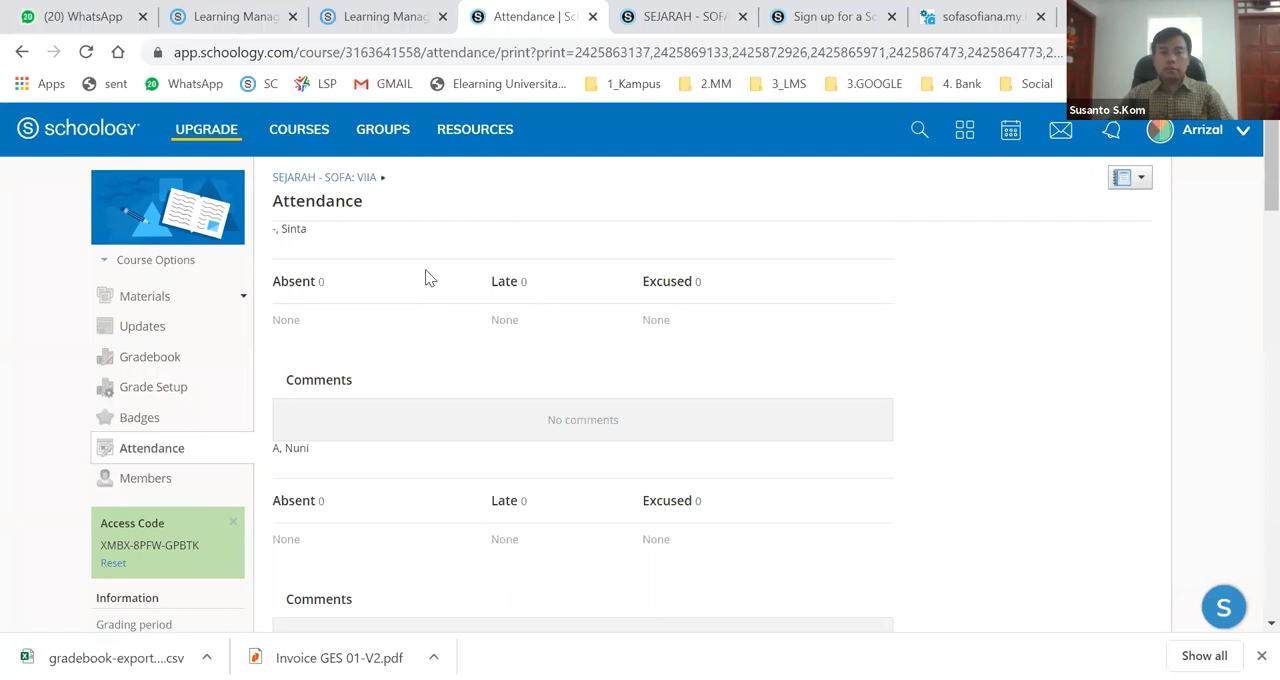 (20) WhatsApp
Learning Manag
Learning Manag
Attendance | Sc
SEJARAH - SOFA
Sign up for a Sc
sofasofiana.my.
app.schoology.com/course/3163641558/attendance/print?print=2425863137,2425869133,2425872926,2425865971,2425867473,2425864773,2...
Apps
sent
20 WhatsApp
SC
LSP
GMAIL
Elearning Universita...
1_Kampus
2.MM
3_LMS
3.GOOGLE
4. Bank
Social
Susanto S.Kom
S schoology
UPGRADE
COURSES
GROUPS
RESOURCES
Arrizal
SEJARAH - SOFA: VIIA
Attendance
-, Sinta
Course Options
Absent 0
Late 0
Excused 0
Materials
None
None
None
Updates
Gradebook
Grade Setup
Comments
Badges
No comments
Attendance
A, Nuni
Members
Absent 0
Late 0
Excused 0
Access Code
XMBX-8PFW-GPBTK
Reset
None
None
None
Information
Comments
Grading period
S
gradebook-export....csv
Invoice GES 01-V2.pdf
Show all